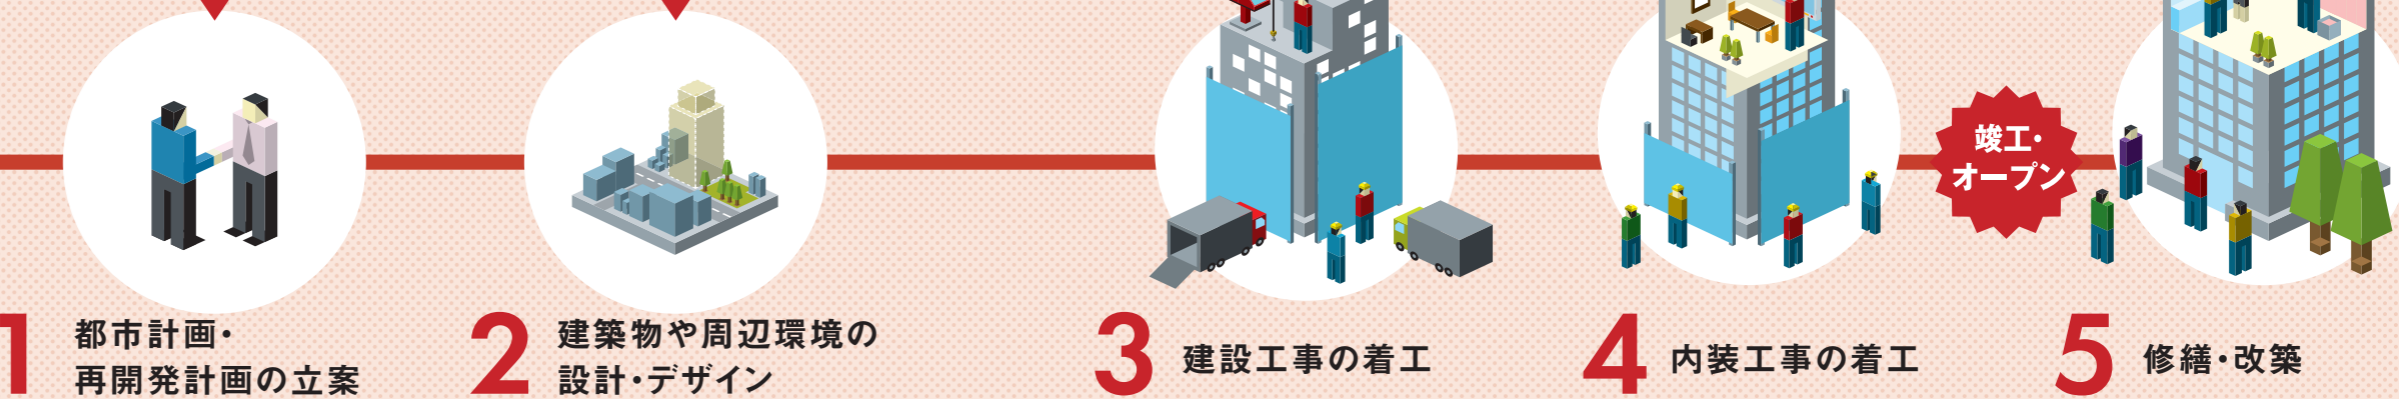 竣工・
オープン
1
都市計画・
再開発計画の立案
2
建築物や周辺環境の
設計・デザイン
3
建設工事の着工
4
内装工事の着工
5
修繕・改築